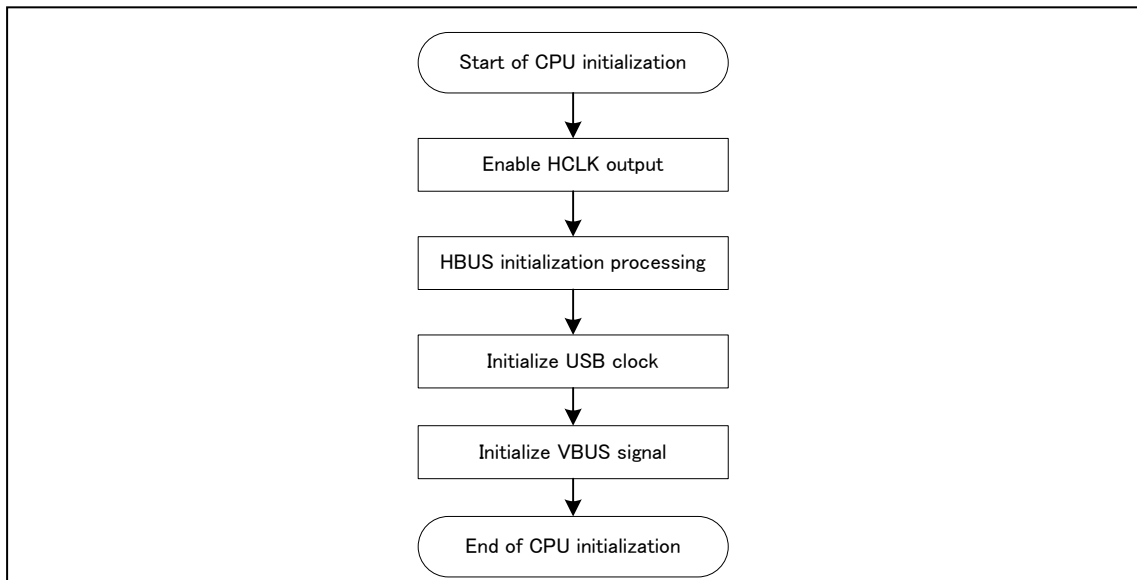 Start of CPU initialization
Enable HCLK output
HBUS initialization processing
Initialize USB clock
Initialize VBUS signal
End of CPU initialization